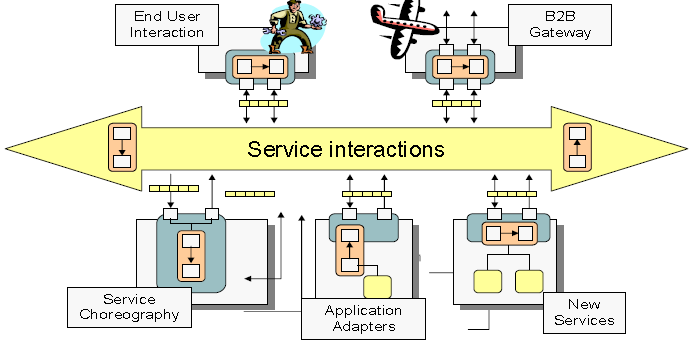 End User
Interaction
B2B
Gateway
Service interactions
Service
Choreography
Application
Adapters
New
Services